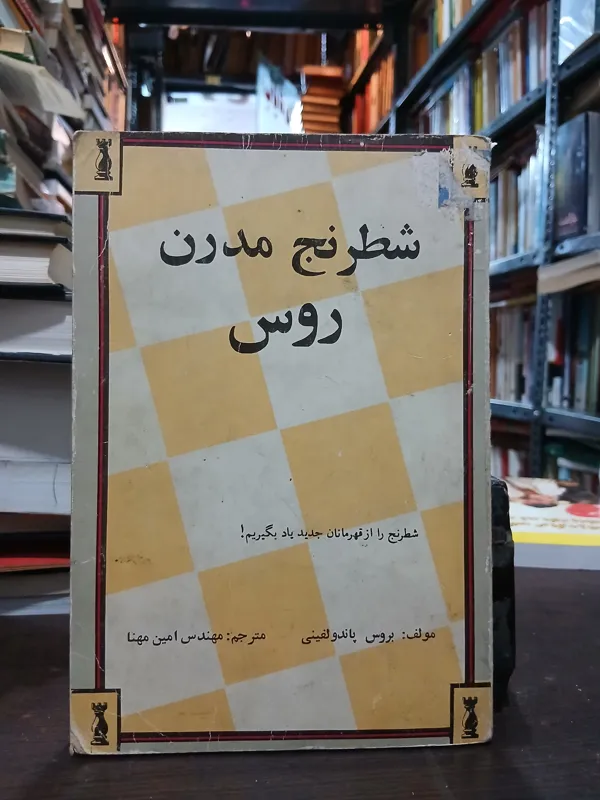 شطرنج مدرن
روس
شطرنج را از قهرمانان جدید یاد بگیریم!
مولف: بروس پاندولفینی مترجم: مهندس امین مهنا